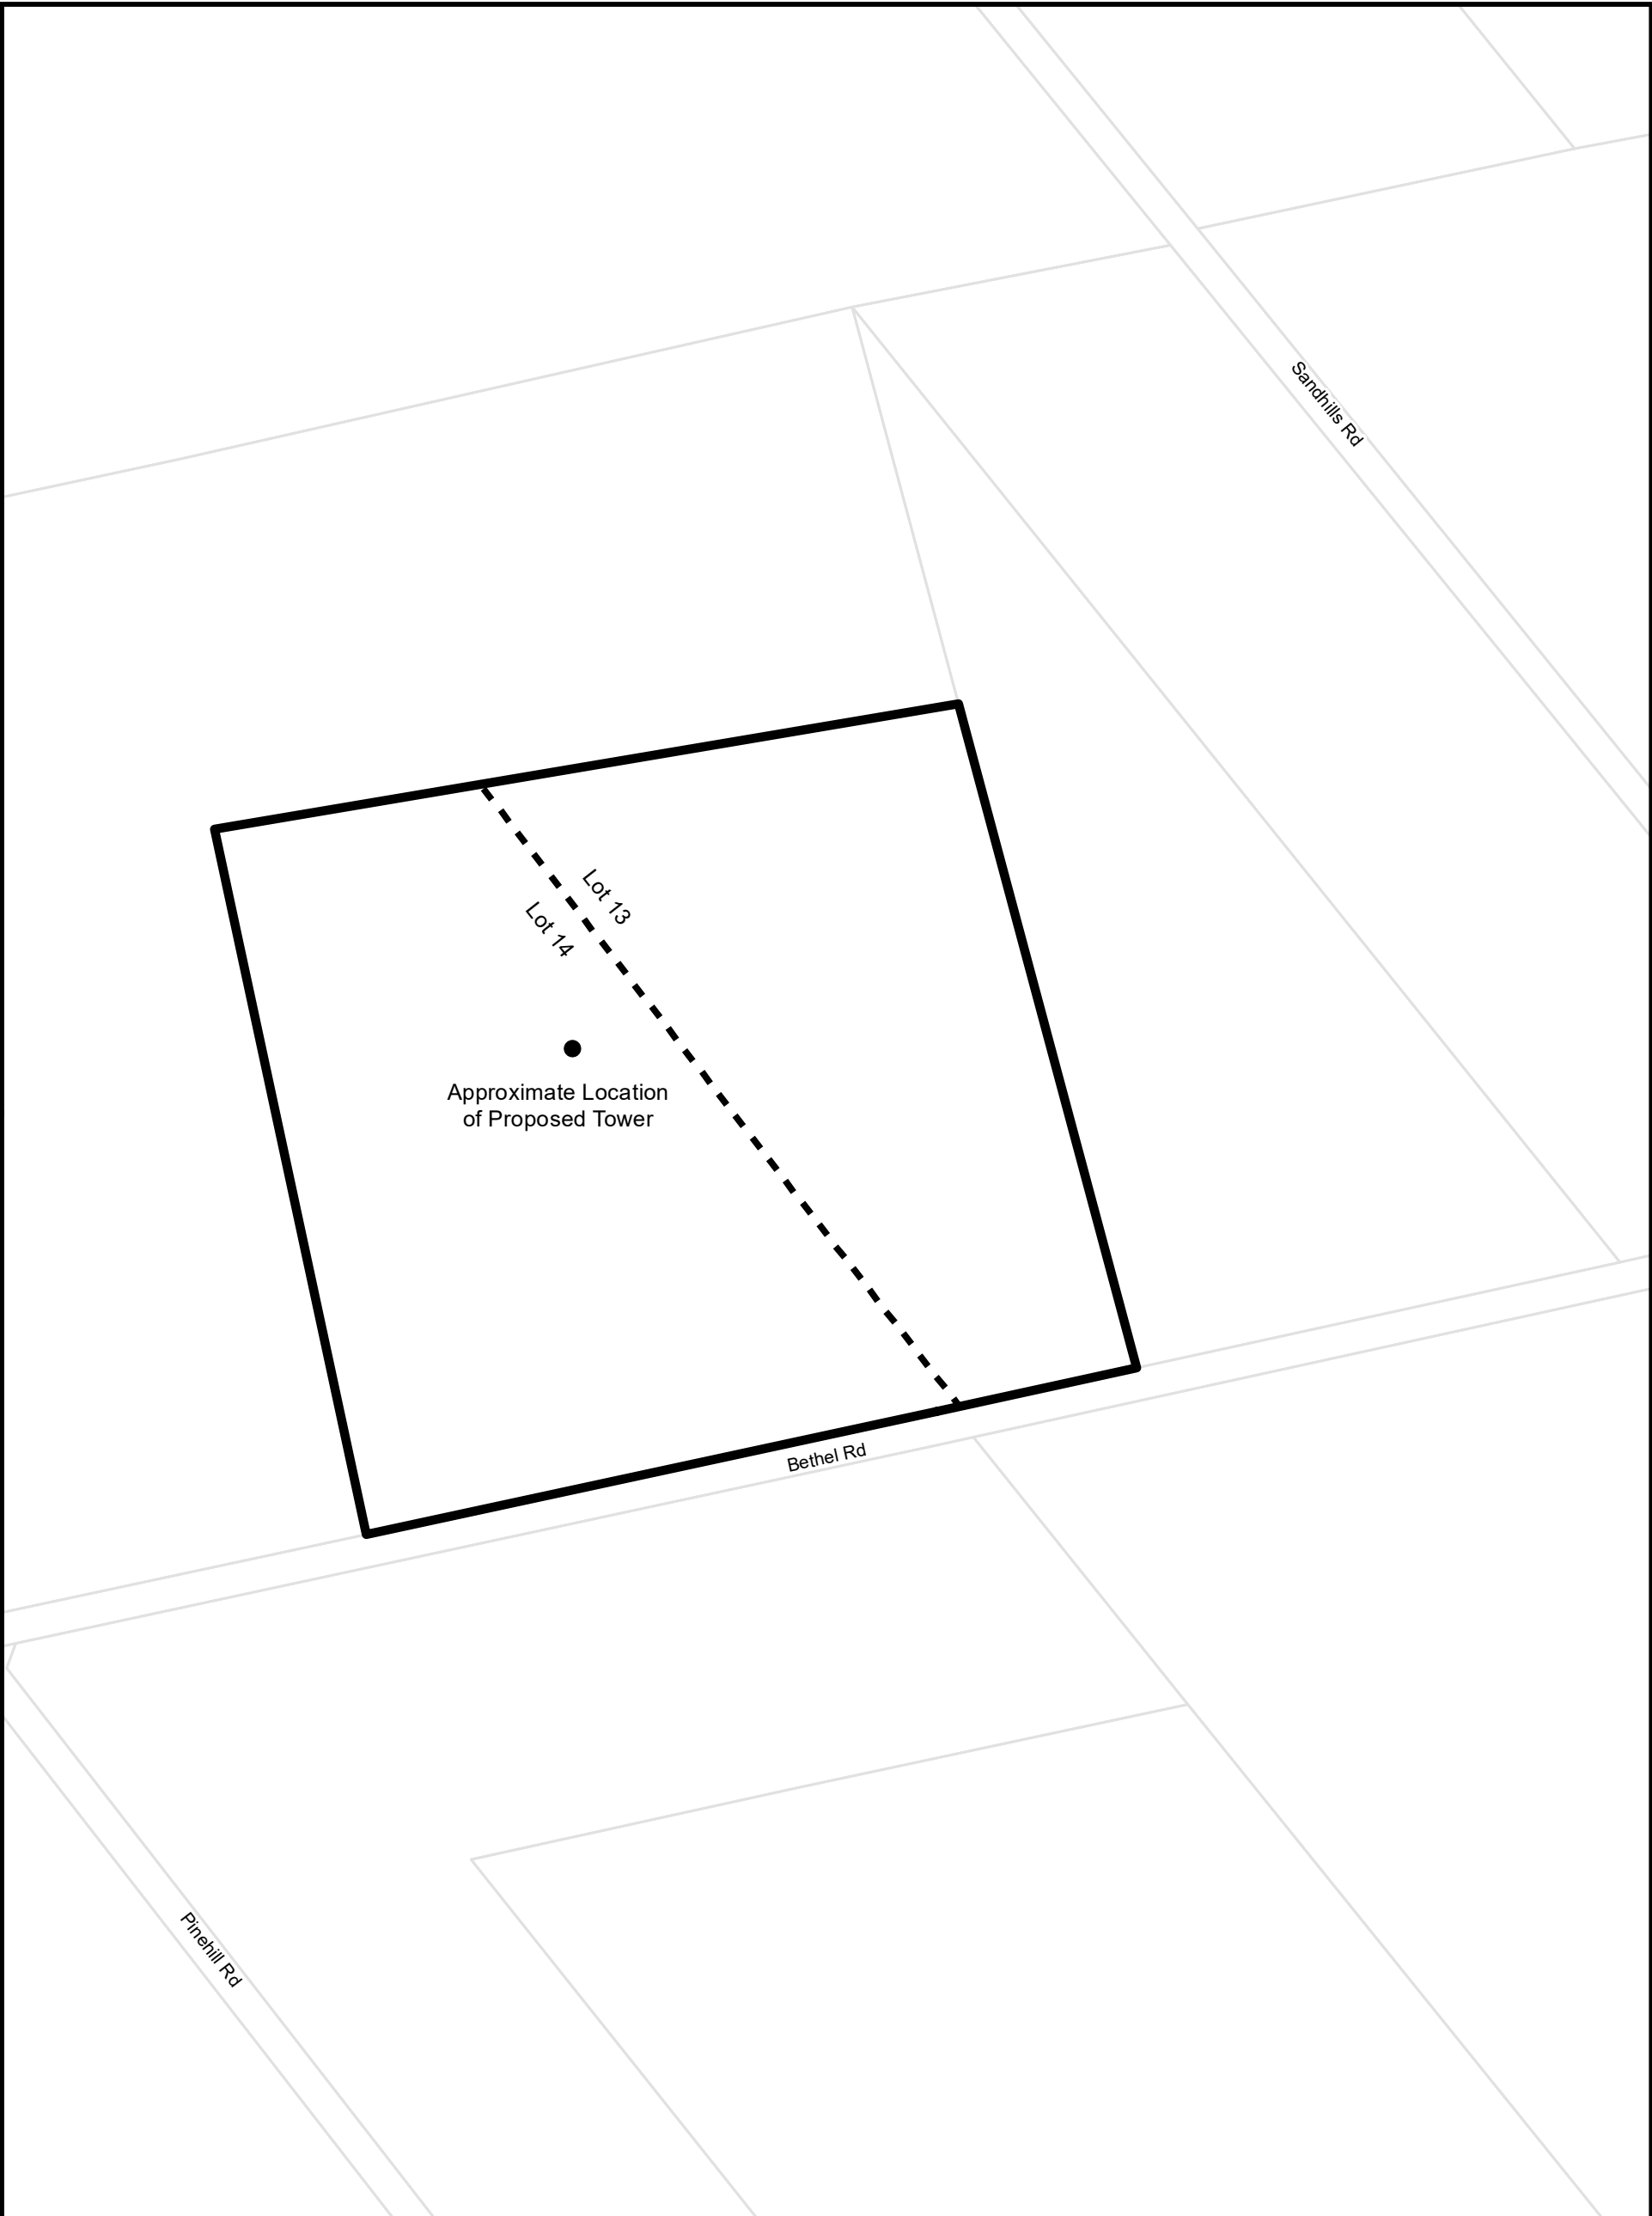 Sandhills Rd
Lot 13
Lot 14
Approximate Location
of Proposed Tower
Bethel Rd
Pinehill Rd